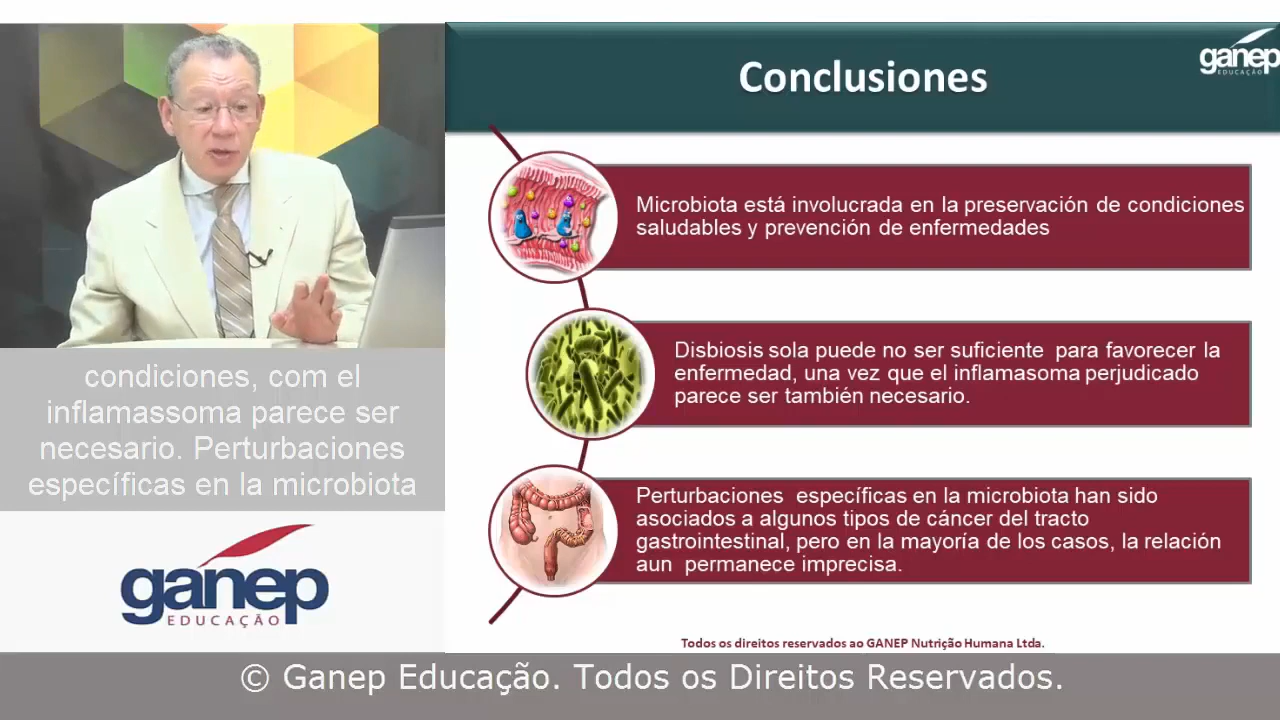 Conclusiones
ganep
EDUCAÇÃO
Microbiota está involucrada en la preservación de condiciones
saludables y prevención de enfermedades
Disbiosis sola puede no ser suficiente para favorecer la
enfermedad, una vez que el inflamasoma perjudicado
parece ser también necesario.
Perturbaciones específicas en la microbiota han sido
asociados a algunos tipos de cáncer del tracto
gastrointestinal, pero en la mayoría de los casos, la relación
aun permanece imprecisa.
Todos os direitos reservados ao GANEP Nutrição Humana Ltda.
condiciones, com el
inflamassoma parece ser
necesario. Perturbaciones
específicas en la microbiota
ganep
EDUCAÇÃO
© Ganep Educação. Todos os Direitos Reservados.